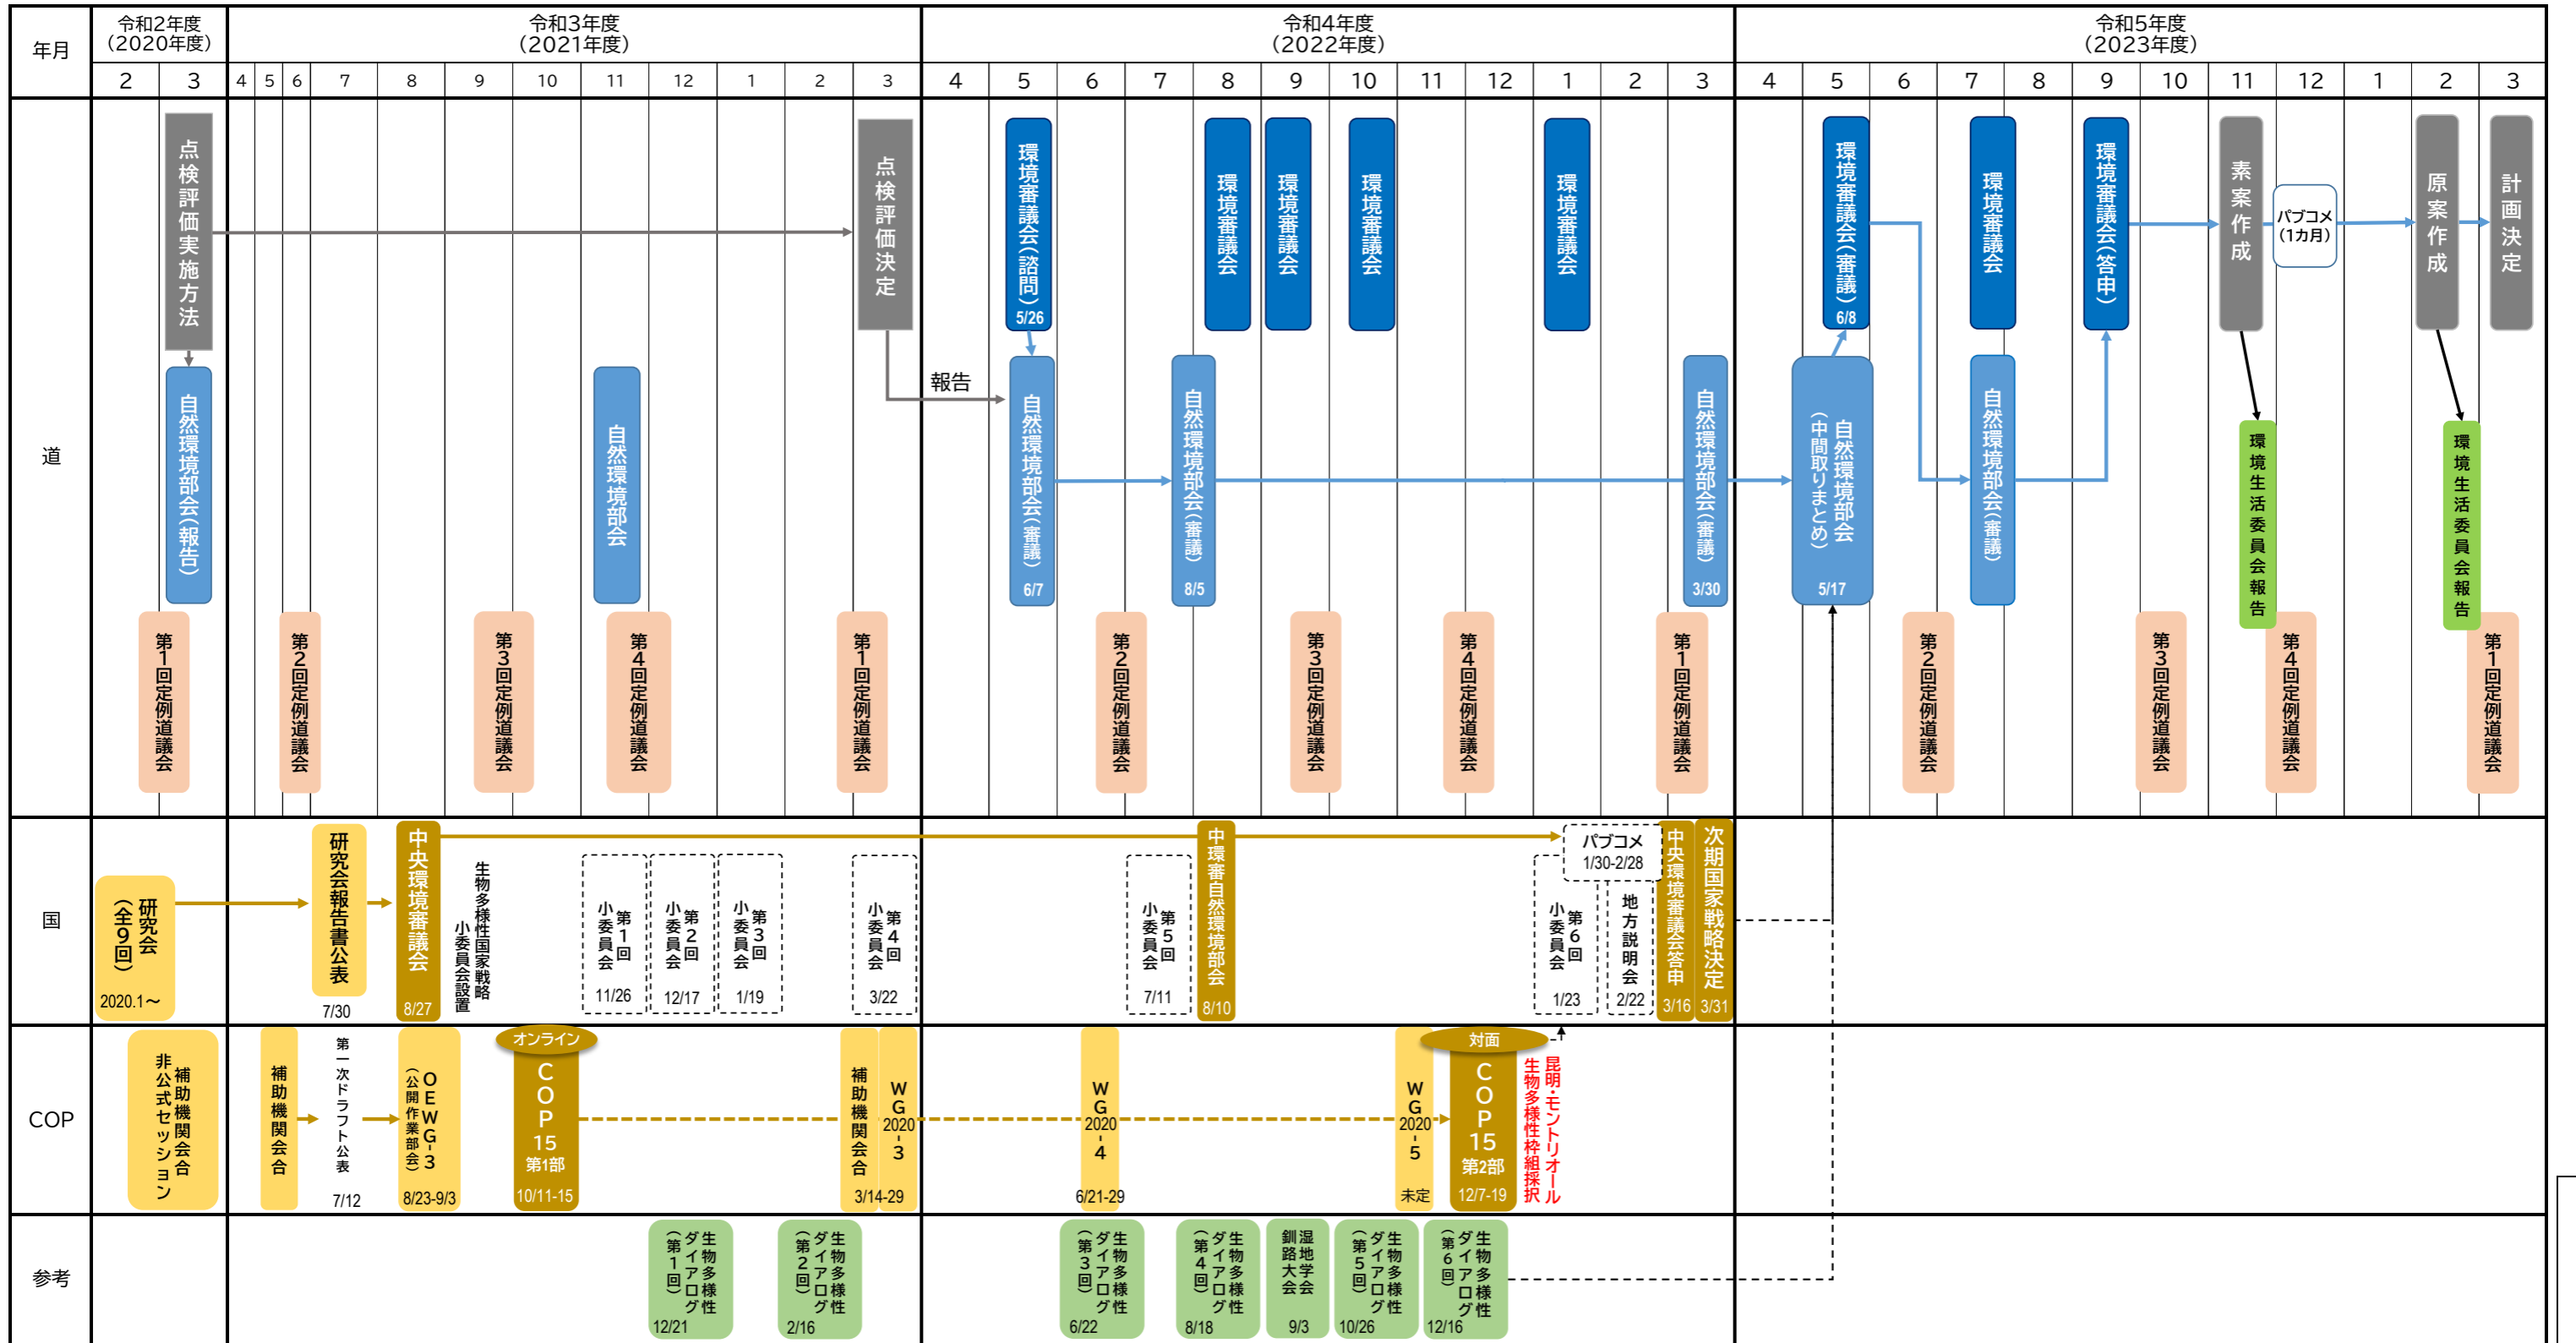 年月
令和2年度
（2020年度）
令和3年度
（2021年度）
令和4年度
（2022年度）
令和5年度
（2023年度）
2 3 4 5 6 7 8 9 10 11 12 1 2 3 4 5 6 7 8 9 10 11 12 1 2 3 4 5 6 7 8 9 10 11 12 1 2 3
道
点検評価実施方法
点検評価決定
環境審議会（諮問）
5/26
環境審議会
環境審議会
環境審議会
環境審議会
環境審議会（審議）
6/8
環境審議会
環境審議会（答申）
素案作成
パブコメ
（1カ月）
原案作成
計画決定
報告
自然環境部会（報告）
自然環境部会
自然環境部会（審議）
6/7
自然環境部会（審議）
8/5
自然環境部会（審議）
3/30
自然環境部会
（中間取りまとめ）
5/17
自然環境部会（審議）
環境生活委員会報告
環境生活委員会報告
第1回定例道議会
第2回定例道議会
第3回定例道議会
第4回定例道議会
第1回定例道議会
第2回定例道議会
第3回定例道議会
第4回定例道議会
第1回定例道議会
第2回定例道議会
第3回定例道議会
第4回定例道議会
第1回定例道議会
国
研究会
（全9回）
2020.1～
研究会報告書公表
7/30
中央環境審議会
8/27
生物多様性国家戦略
小委員会設置
第1回
小委員会
11/26
第2回
小委員会
12/17
第3回
小委員会
1/19
第4回
小委員会
3/22
第5回
小委員会
7/11
中環審自然環境部会
8/10
第6回
小委員会
1/23
パブコメ
1/30-2/28
地方説明会
2/22
中央環境審議会答申
3/16
次期国家戦略決定
3/31
COP
補助機関会合
非公式セッション
補助機関会合
第一次ドラフト公表
7/12
OEWG-3
（公開作業部会）
8/23-9/3
オンライン
COP15
第1部
10/11-15
補助機関会合
WG2020-3
3/14-29
WG2020-4
6/21-29
WG2020-5
未定
対面
COP15
第2部
12/7-19
昆明・モントリオール
生物多様性枠組採択
参考
生物多様性
ダイアログ
（第1回）
12/21
生物多様性
ダイアログ
（第2回）
2/16
生物多様性
ダイアログ
（第3回）
6/22
生物多様性
ダイアログ
（第4回）
8/18
湿地学会
釧路大会
9/3
生物多様性
ダイアログ
（第5回）
10/26
生物多様性
ダイアログ
（第6回）
12/16